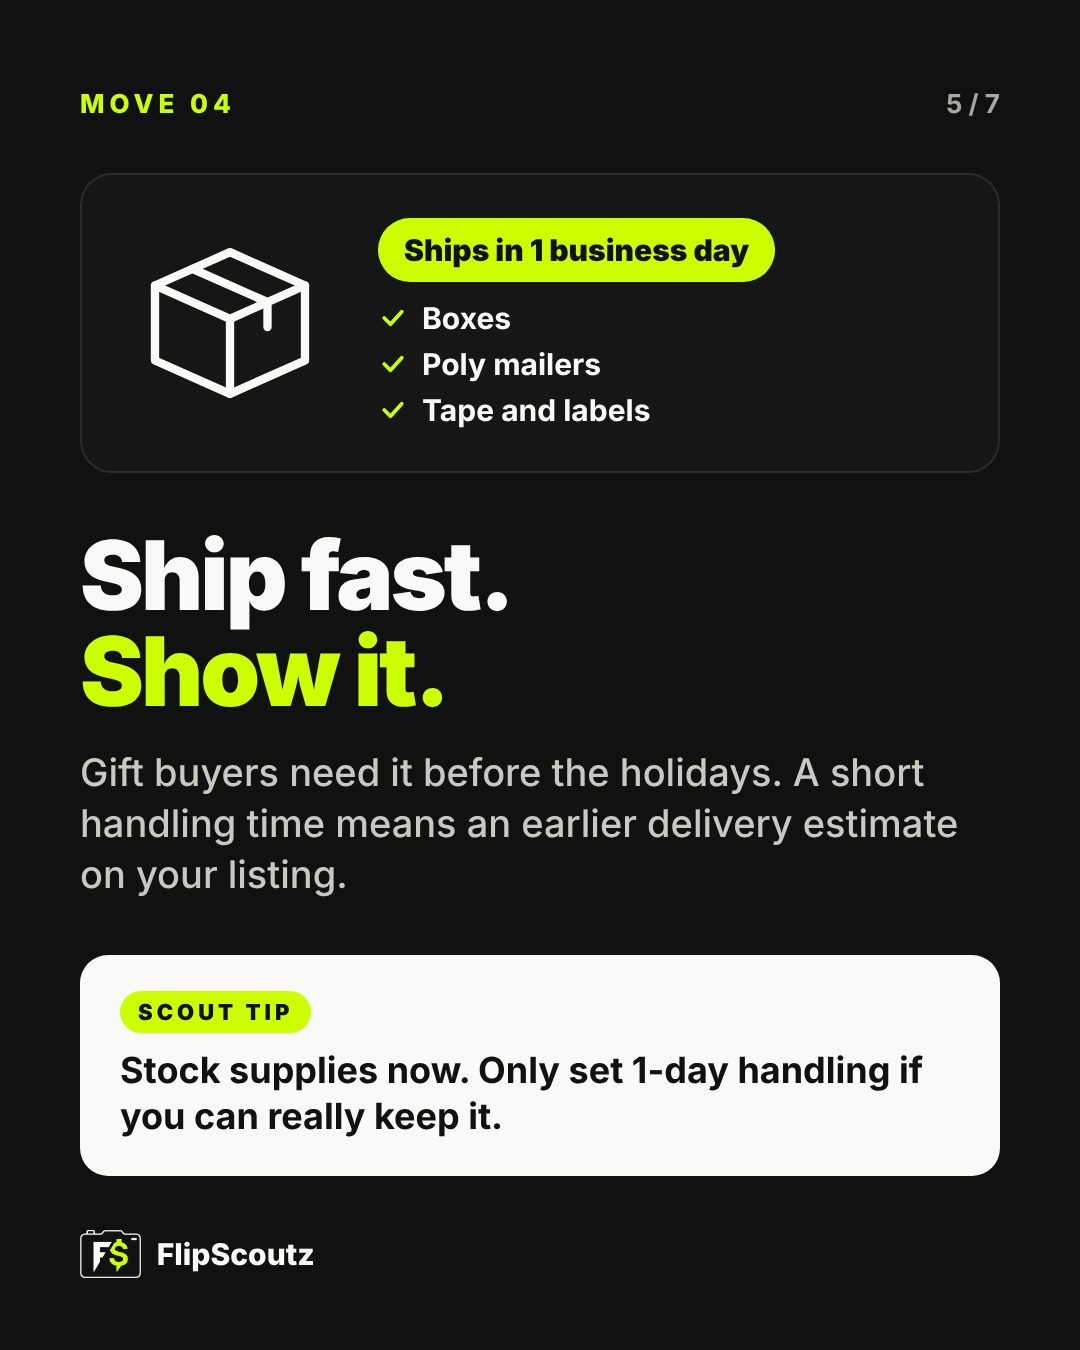 MOVE 04
5 / 7
Ships in 1 business day
Boxes
Poly mailers
Tape and labels
Ship fast.
Show it.
Gift buyers need it before the holidays. A short
handling time means an earlier delivery estimate
on your listing.
SCOUT TIP
Stock supplies now. Only set 1-day handling if
you can really keep it.
F$ FlipScoutz